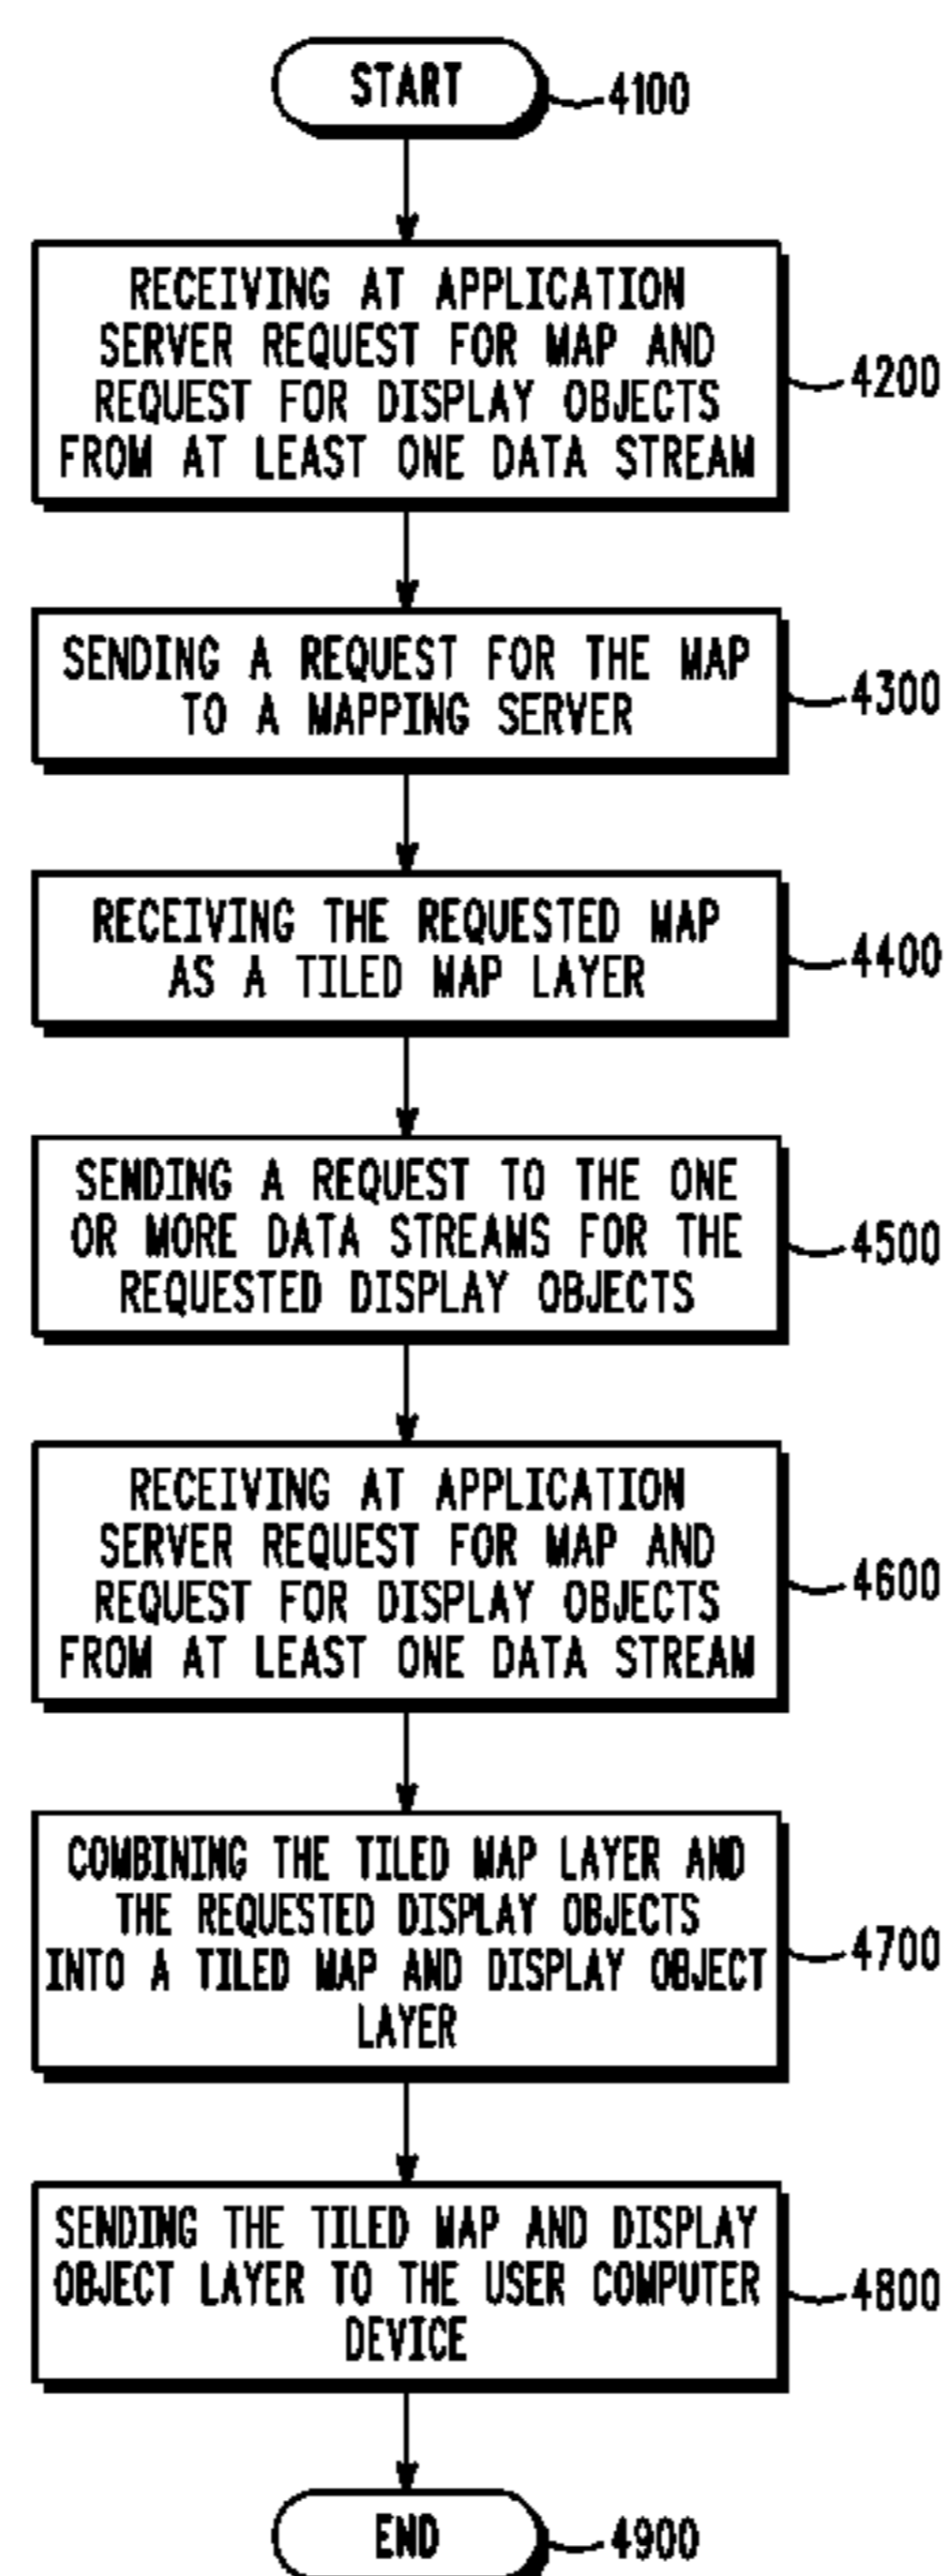 START
4100
RECEIVING AT APPLICATION
SERVER REQUEST FOR MAP AND
REQUEST FOR DISPLAY OBJECTS
FROM AT LEAST ONE DATA STREAM
4200
SENDING A REQUEST FOR THE MAP
TO A MAPPING SERVER
4300
RECEIVING THE REQUESTED MAP
AS A TILED MAP LAYER
4400
SENDING A REQUEST TO THE ONE
OR MORE DATA STREAMS FOR THE
REQUESTED DISPLAY OBJECTS
4500
RECEIVING AT APPLICATION
SERVER REQUEST FOR MAP AND
REQUEST FOR DISPLAY OBJECTS
FROM AT LEAST ONE DATA STREAM
4600
COMBINING THE TILED MAP LAYER AND
THE REQUESTED DISPLAY OBJECTS
INTO A TILED MAP AND DISPLAY OBJECT
LAYER
4700
SENDING THE TILED MAP AND DISPLAY
OBJECT LAYER TO THE USER COMPUTER
DEVICE
4800
END
4900